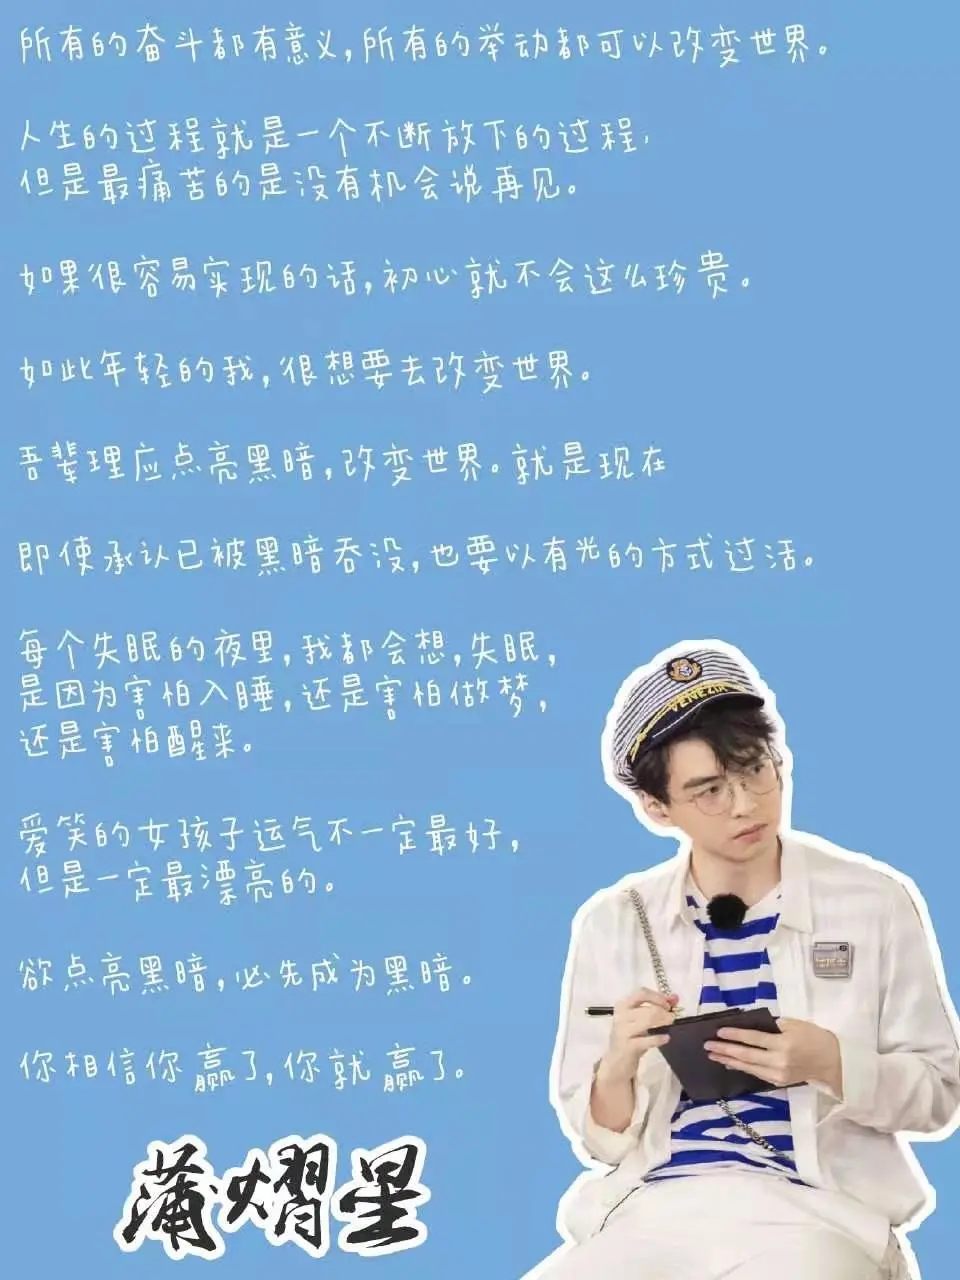 所有的奋斗都有意义,所有的举动都可以改变世界。
人生的过程就是一个不断放下的过程,
但是最痛苦的是没有机会说再见。
如果很容易实现的话,初心就不会这么珍贵。
如此年轻的我,很想要去改变世界。
吾辈理应点亮黑暗,改变世界。就是现在
即使承认已被黑暗吞没,也要以有光的方式过活。
每个失眠的夜里,我都会想,失眠,
是因为害怕入睡,还是害怕做梦,
还是害怕醒来。
VENEZIA
爱笑的女孩子运气不一定最好,
但是一定最漂亮的。
欲点亮黑暗,必先成为黑暗。
你相信你赢了,你就赢了。
蒲熠星